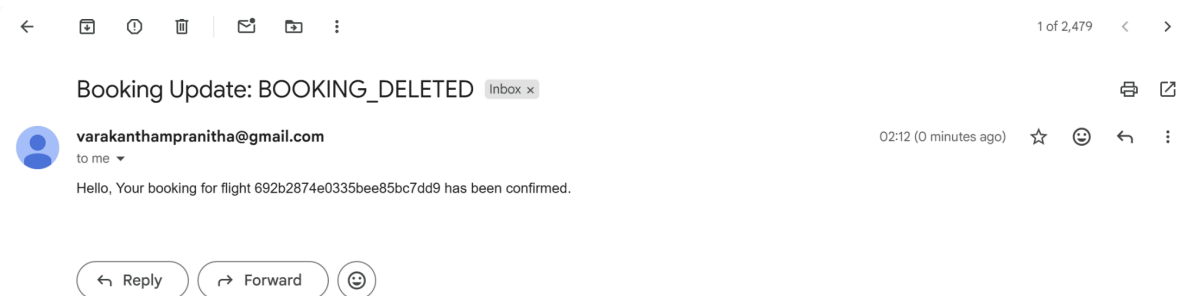 1 of 2,479
Booking Update: BOOKING_DELETED Inbox ×
varakanthampranitha@gmail.com 02:12 (0 minutes ago)
to me
Hello, Your booking for flight 692b2874e0335bee85bc7dd9 has been confirmed.
Reply Forward